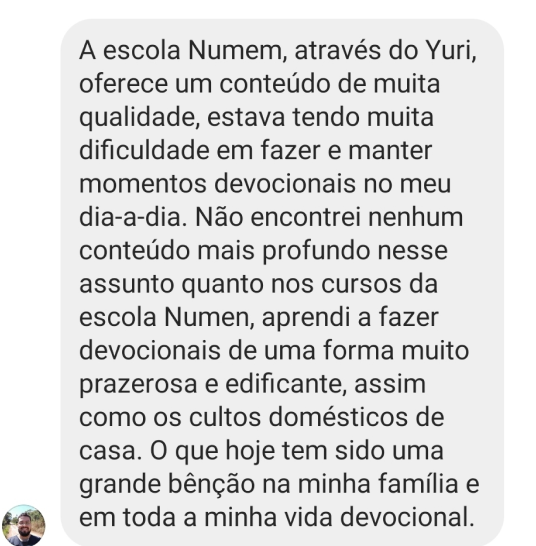 A escola Numem, através do Yuri,
oferece um conteúdo de muita
qualidade, estava tendo muita
dificuldade em fazer e manter
momentos devocionais no meu
dia-a-dia. Não encontrei nenhum
conteúdo mais profundo nesse
assunto quanto nos cursos da
escola Numen, aprendi a fazer
devocionais de uma forma muito
prazerosa e edificante, assim
como os cultos domésticos de
casa. O que hoje tem sido uma
grande bênção na minha família e
em toda a minha vida devocional.